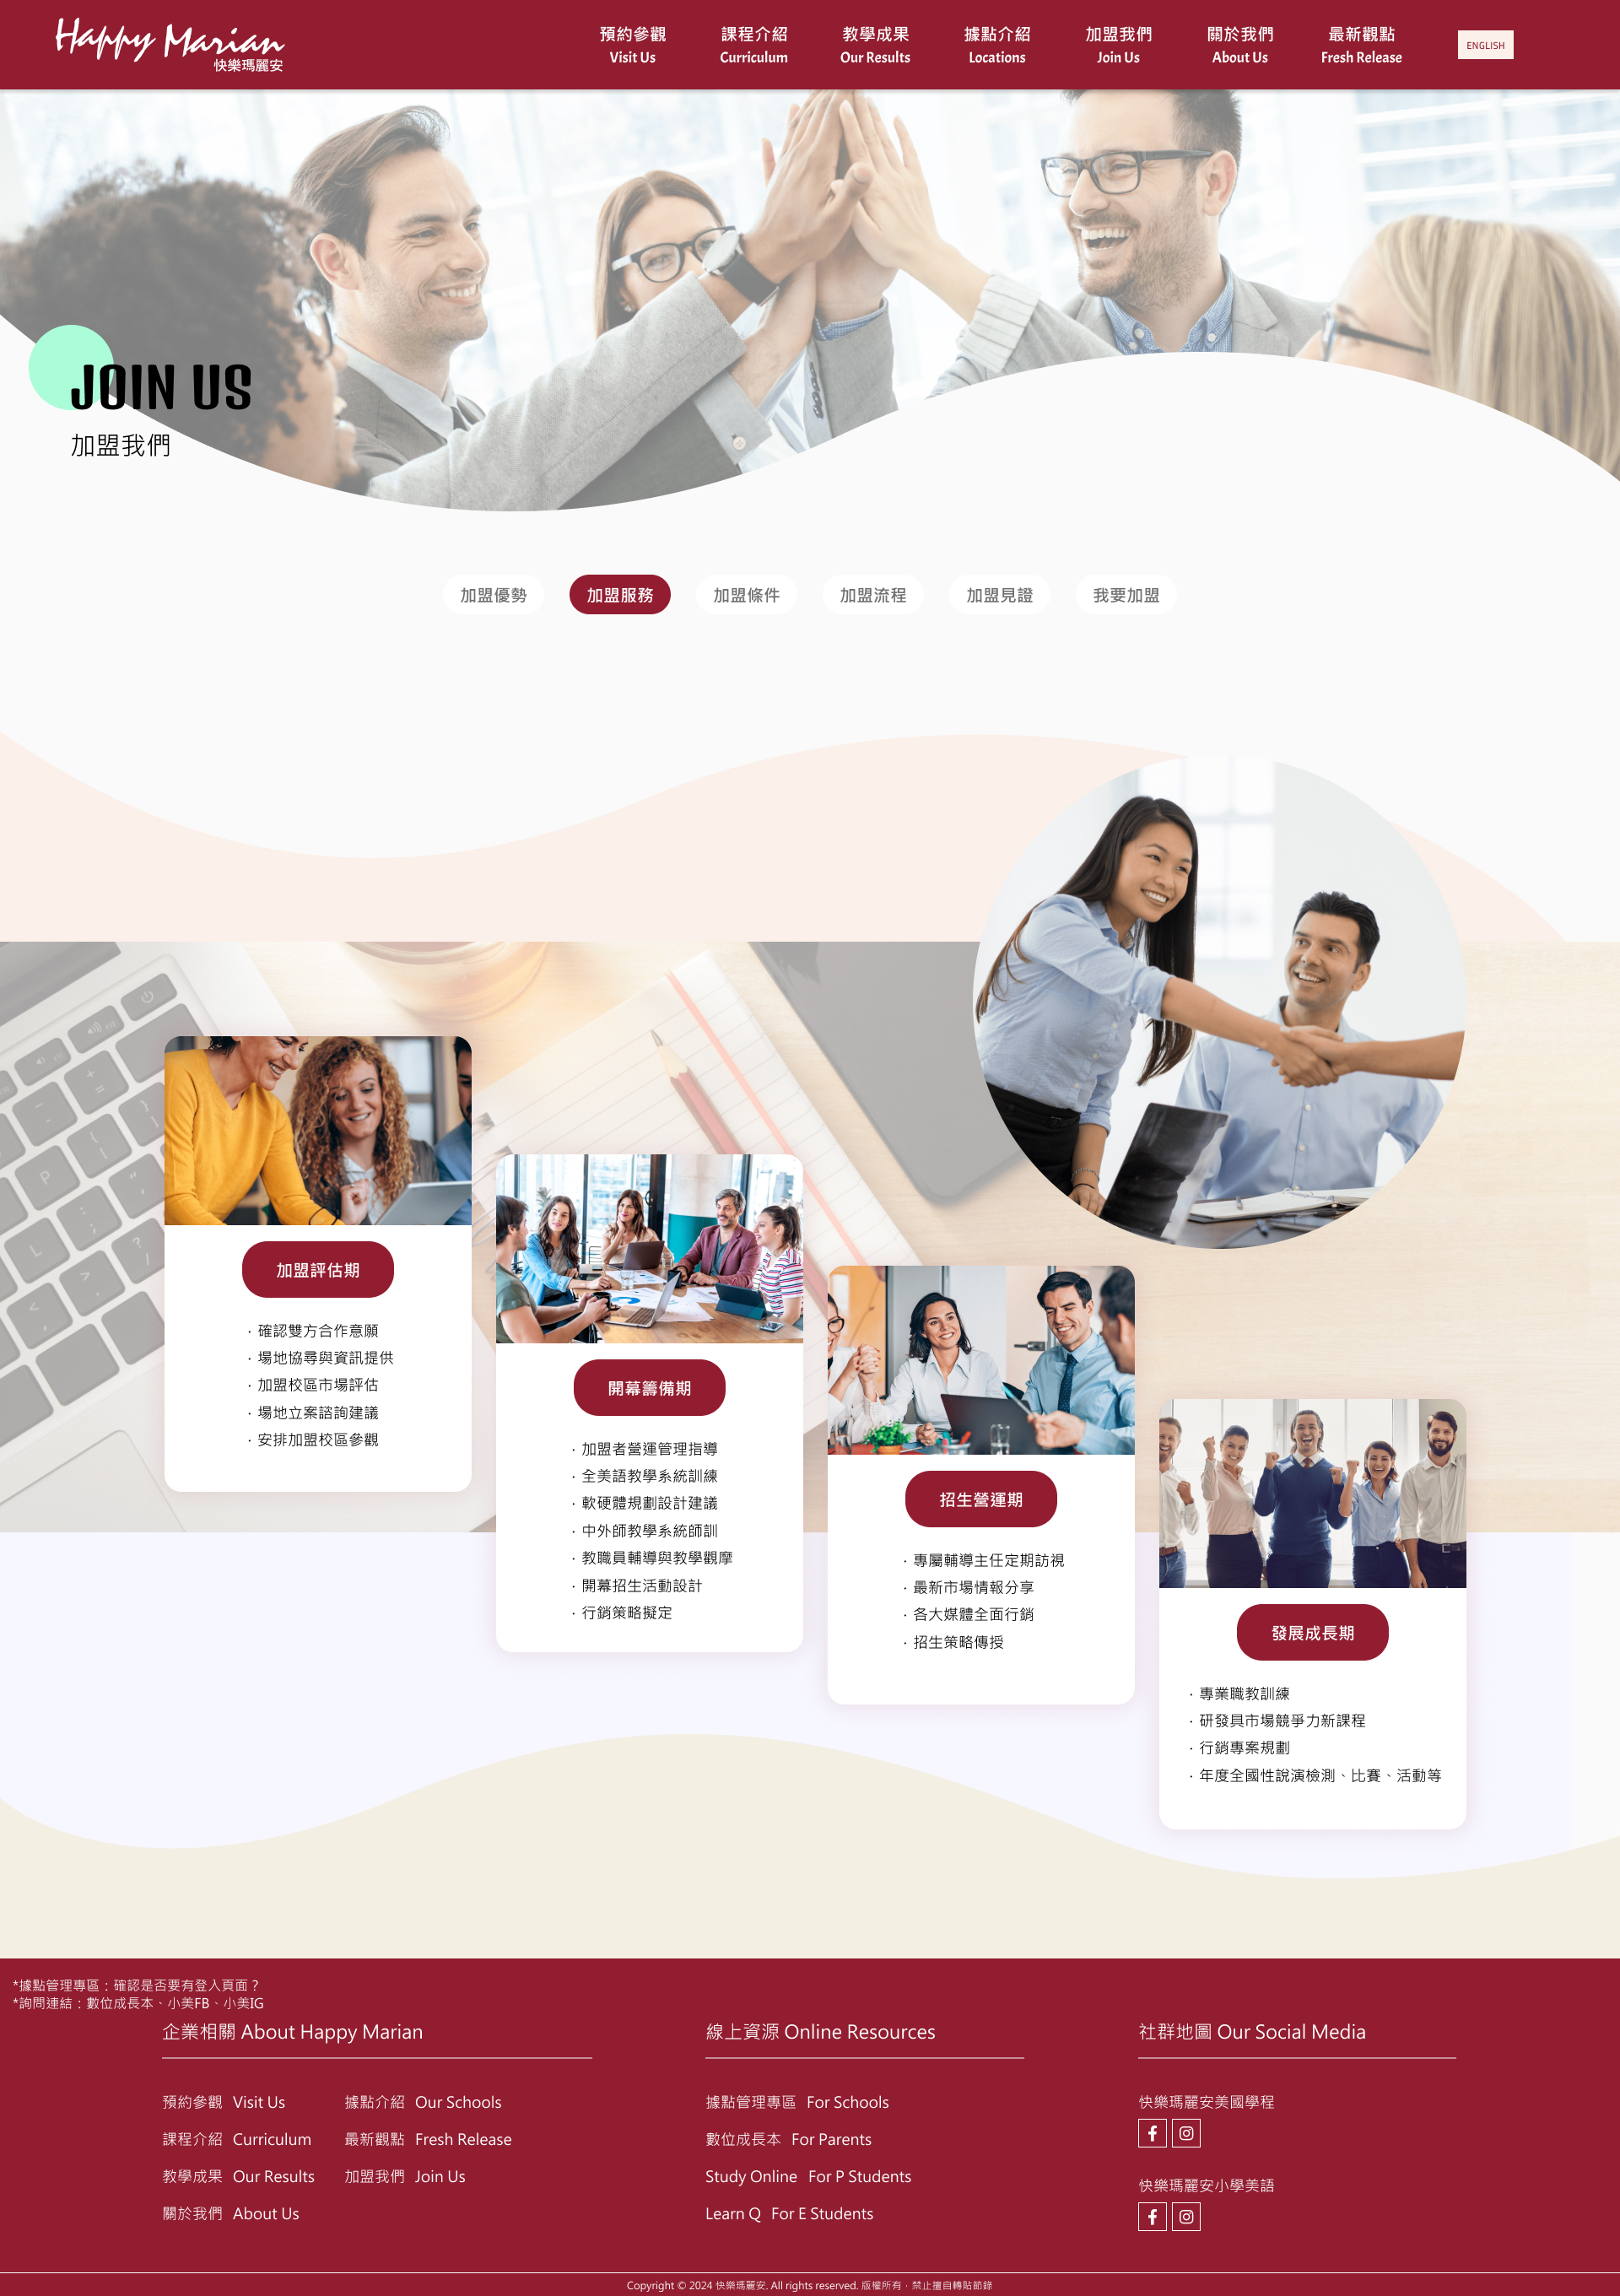 Happy Marian
快樂瑪麗安
預約參觀 課程介紹 教學成果 據點介紹 加盟我們 關於我們 最新觀點
Visit Us Curriculum Our Results Locations Join Us About Us Fresh Release
ENGLISH
JOIN US
加盟我們
加盟優勢 加盟服務 加盟條件 加盟流程 加盟見證 我要加盟
加盟評估期
· 確認雙方合作意願
· 場地協尋與資訊提供
· 加盟校區市場評估
· 場地立案諮詢建議
· 安排加盟校區參觀
開幕籌備期
· 加盟者營運管理指導
· 全美語教學系統訓練
· 軟硬體規劃設計建議
· 中外師教學系統師訓
· 教職員輔導與教學觀摩
· 開幕招生活動設計
· 行銷策略擬定
招生營運期
· 專屬輔導主任定期訪視
· 最新市場情報分享
· 各大媒體全面行銷
· 招生策略傳授
發展成長期
· 專業職教訓練
· 研發具市場競爭力新課程
· 行銷專案規劃
· 年度全國性說演檢測、比賽、活動等
*據點管理專區：確認是否要有登入頁面？
*詢問連結：數位成長本、小美FB、小美IG
企業相關 About Happy Marian
預約參觀 Visit Us
課程介紹 Curriculum
教學成果 Our Results
關於我們 About Us
據點介紹 Our Schools
最新觀點 Fresh Release
加盟我們 Join Us
線上資源 Online Resources
據點管理專區 For Schools
數位成長本 For Parents
Study Online For P Students
Learn Q For E Students
社群地圖 Our Social Media
快樂瑪麗安美國學程
快樂瑪麗安小學美語
Copyright © 2024 快樂瑪麗安. All rights reserved. 版權所有，禁止擅自轉貼節錄